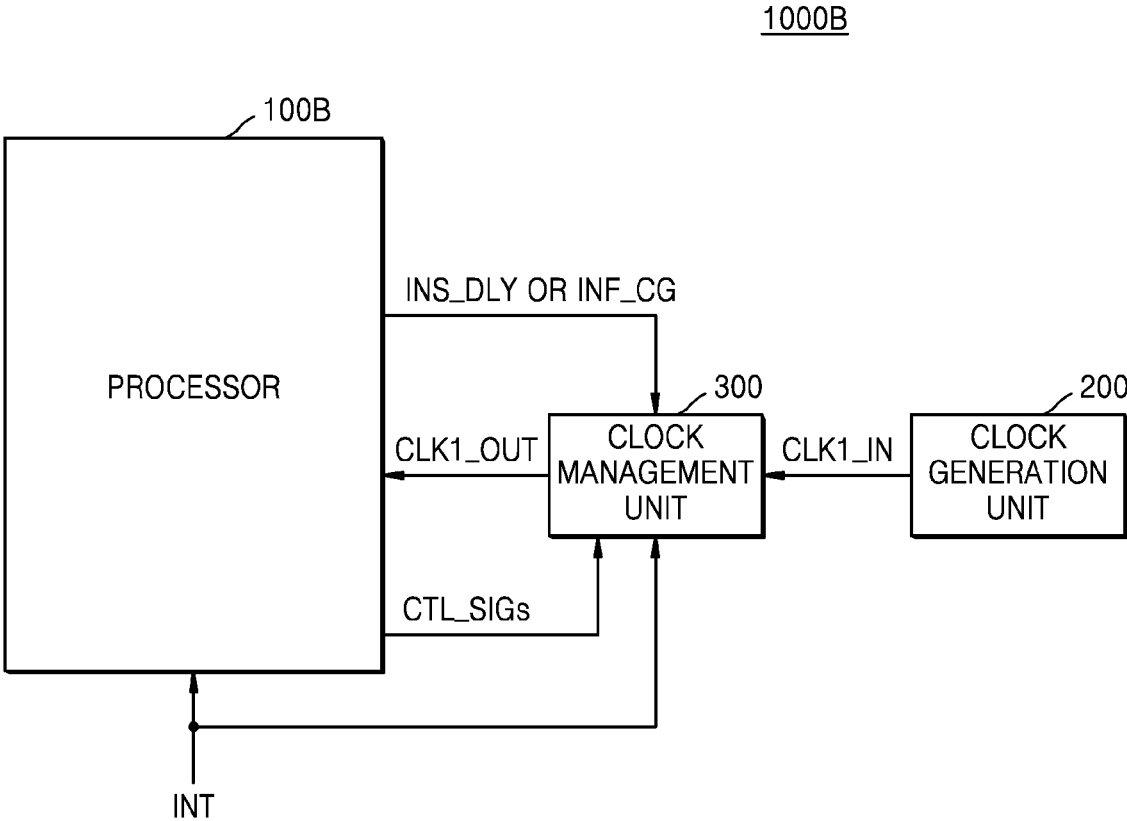 1000B
100B
INS_DLY OR INF_CG
PROCESSOR
300
200
CLK1_OUT
CLOCK
MANAGEMENT
UNIT
CLK1_IN
CLOCK
GENERATION
UNIT
CTL_SIGs
INT